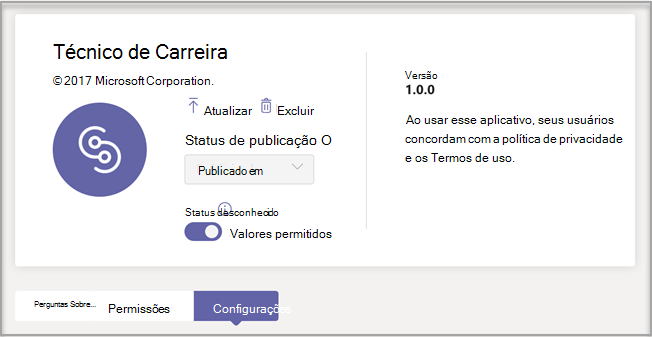 Técnico de Carreira
© 2017 Microsoft Corporation.
Atualizar Excluir
Status de publicação O
Publicado em
Status desconhecido
Valores permitidos
Versão
1.0.0
Ao usar esse aplicativo, seus usuários
concordam com a política de privacidade
e os Termos de uso.
Perguntas Sobre... Permissões Configurações